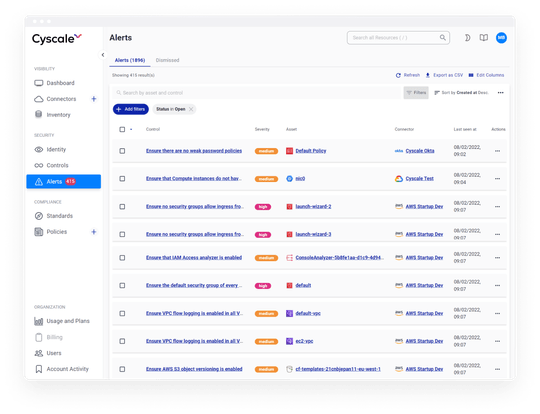 Cyscale
Alerts
Search all Resources ( / )
MB
VISIBILITY
Dashboard
Connectors
Inventory
SECURITY
Identity
Controls
Alerts 415
COMPLIANCE
Standards
Policies
ORGANIZATION
Usage and Plans
Billing
Users
Account Activity
Alerts (1896) Dismissed
Showing 415 result(s) Refresh Export as CSV Edit Columns
Search by asset and control Filters Sort by Created at Desc
Add filters Status in Open
Control Severity Asset Connector Last seen at Actions
Ensure there are no weak password policies medium Default Policy okta Cyscale Okta 08/02/2022, 09:02
Ensure that Compute instances do not hav... medium nic0 Cyscale Test 08/02/2022, 09:04
Ensure no security groups allow ingress fro... high launch-wizard-2 aws AWS Startup Dev 08/02/2022, 09:07
Ensure no security groups allow ingress fro... high launch-wizard-3 aws AWS Startup Dev 08/02/2022, 09:07
Ensure that IAM Access analyzer is enabled medium ConsoleAnalyzer-5b8fe1aa-d1c9-4d94... aws AWS Startup Dev 08/02/2022, 09:07
Ensure the default security group of every ... high default aws AWS Startup Dev 08/02/2022, 09:07
Ensure VPC flow logging is enabled in all V... medium default-vpc aws AWS Startup Dev 08/02/2022, 09:07
Ensure VPC flow logging is enabled in all V... medium ec2-vpc aws AWS Startup Dev 08/02/2022, 09:07
Ensure AWS S3 object versioning is enabled medium cf-templates-21cnbjepan11-eu-west-1 aws AWS Startup Dev 08/02/2022, 09:07